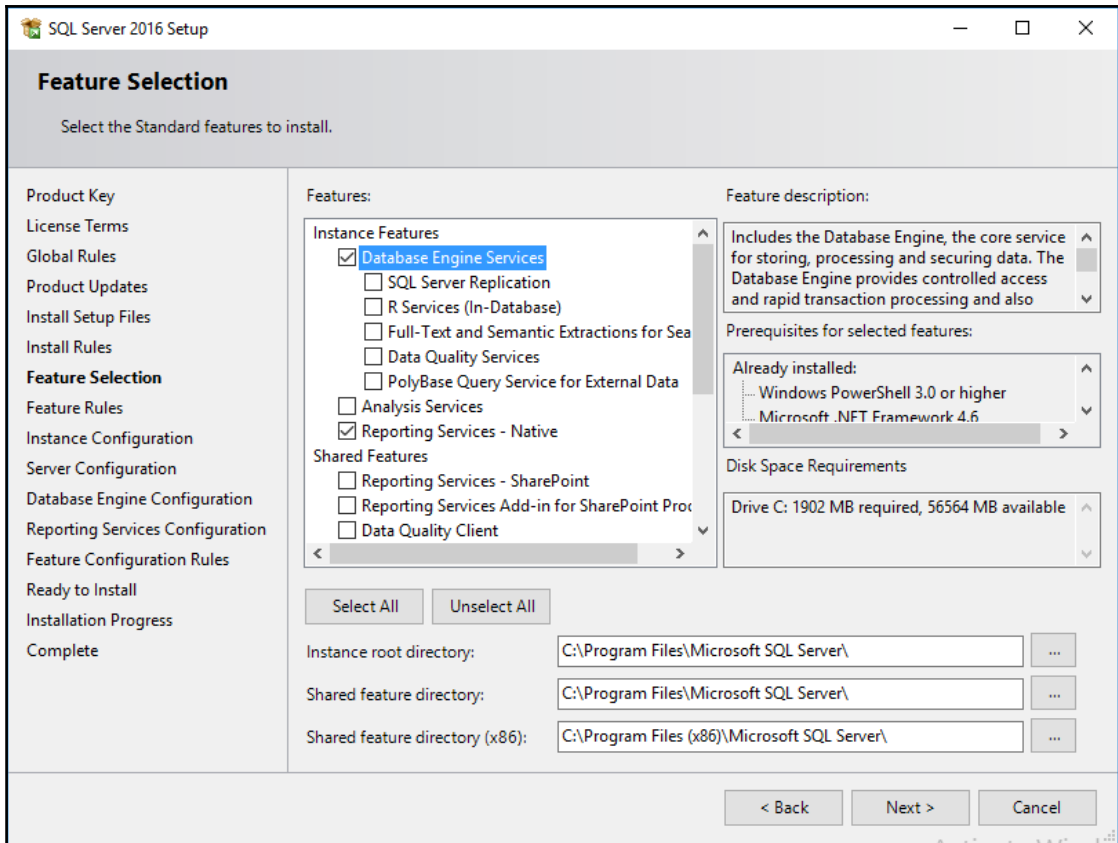 SQL Server 2016 Setup
Feature Selection
Select the Standard features to install.
Product Key
License Terms
Global Rules
Product Updates
Install Setup Files
Install Rules
Feature Selection
Feature Rules
Instance Configuration
Server Configuration
Database Engine Configuration
Reporting Services Configuration
Feature Configuration Rules
Ready to Install
Installation Progress
Complete
Features:
Instance Features
Database Engine Services
SQL Server Replication
R Services (In-Database)
Full-Text and Semantic Extractions for Sea
Data Quality Services
PolyBase Query Service for External Data
Analysis Services
Reporting Services - Native
Shared Features
Reporting Services - SharePoint
Reporting Services Add-in for SharePoint Proc
Data Quality Client
Feature description:
Includes the Database Engine, the core service
for storing, processing and securing data. The
Database Engine provides controlled access
and rapid transaction processing and also
Prerequisites for selected features:
Already installed:
Windows PowerShell 3.0 or higher
Microsoft .NET Framework 4.6
Disk Space Requirements
Drive C: 1902 MB required, 56564 MB available
Select All
Unselect All
Instance root directory:
C:\Program Files\Microsoft SQL Server\
...
Shared feature directory:
C:\Program Files\Microsoft SQL Server\
...
Shared feature directory (x86):
C:\Program Files (x86)\Microsoft SQL Server\
...
< Back
Next >
Cancel